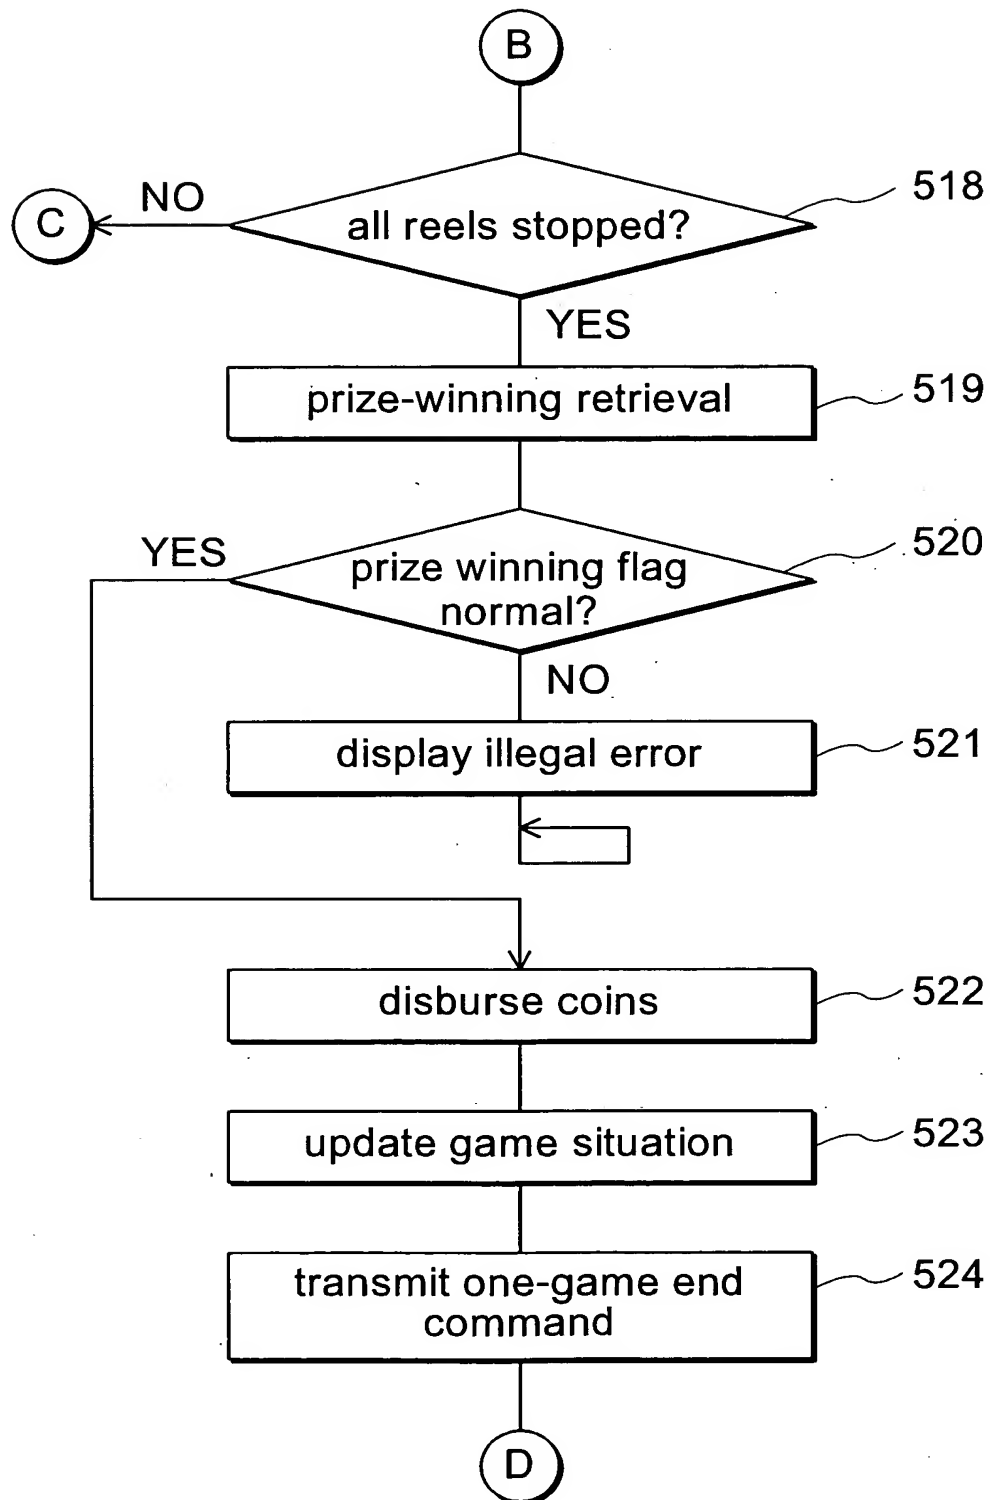 B
NO
518
C
all reels stopped?
YES
519
prize-winning retrieval
YES
520
prize winning flag
normal?
NO
521
display illegal error
522
disburse coins
523
update game situation
524
transmit one-game end
command
D